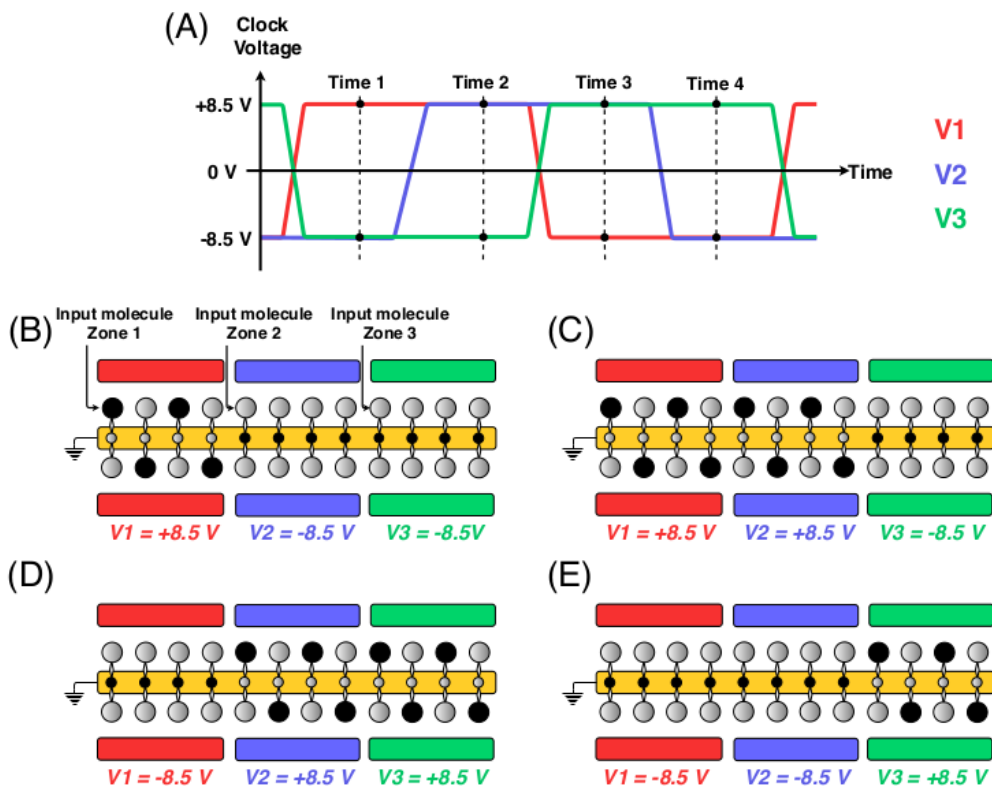 (A)
Clock
Voltage
Time 1
Time 2
Time 3
Time 4
+8.5 V
0 V
-8.5 V
Time
V1
V2
V3
(B)
Input molecule
Zone 1
Input molecule
Zone 2
Input molecule
Zone 3
V1 = +8.5 V
V2 = -8.5 V
V3 = -8.5V
(C)
V1 = +8.5 V
V2 = +8.5 V
V3 = -8.5 V
(D)
V1 = -8.5 V
V2 = +8.5 V
V3 = +8.5 V
(E)
V1 = -8.5 V
V2 = -8.5 V
V3 = +8.5 V